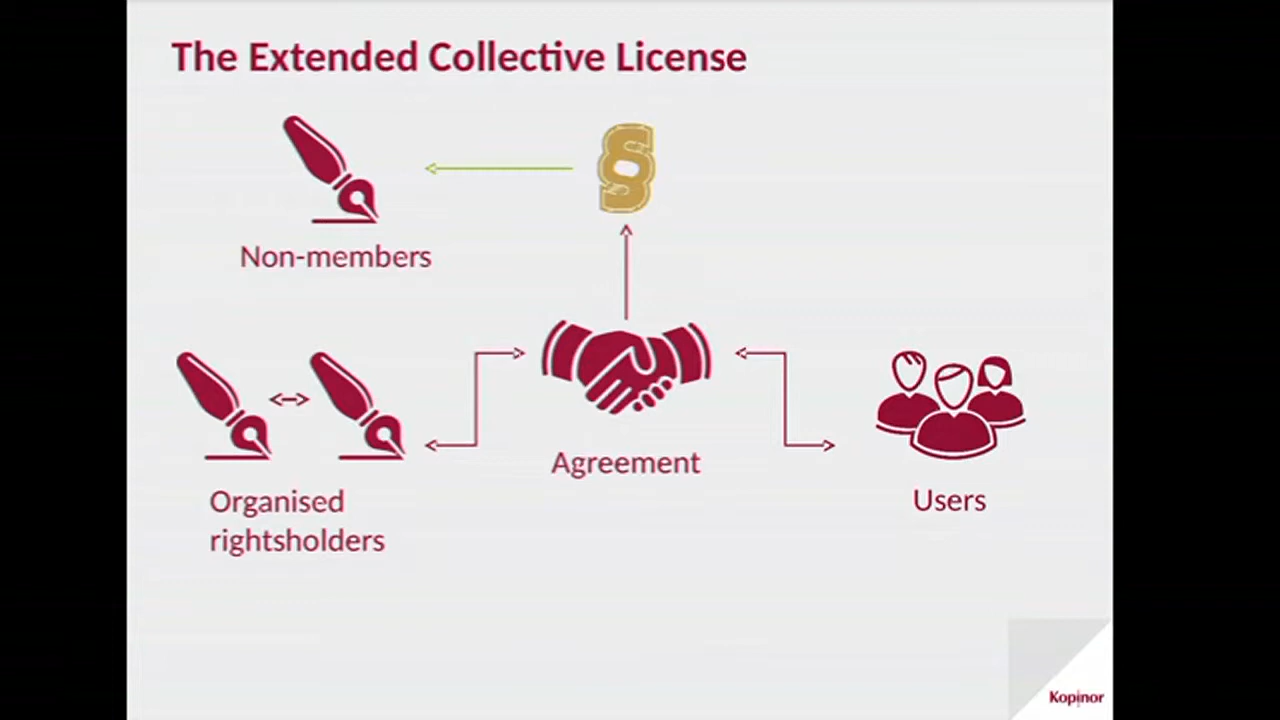 The Extended Collective License
§
Non-members
Agreement
Organised
rightsholders
Users
Kopinor